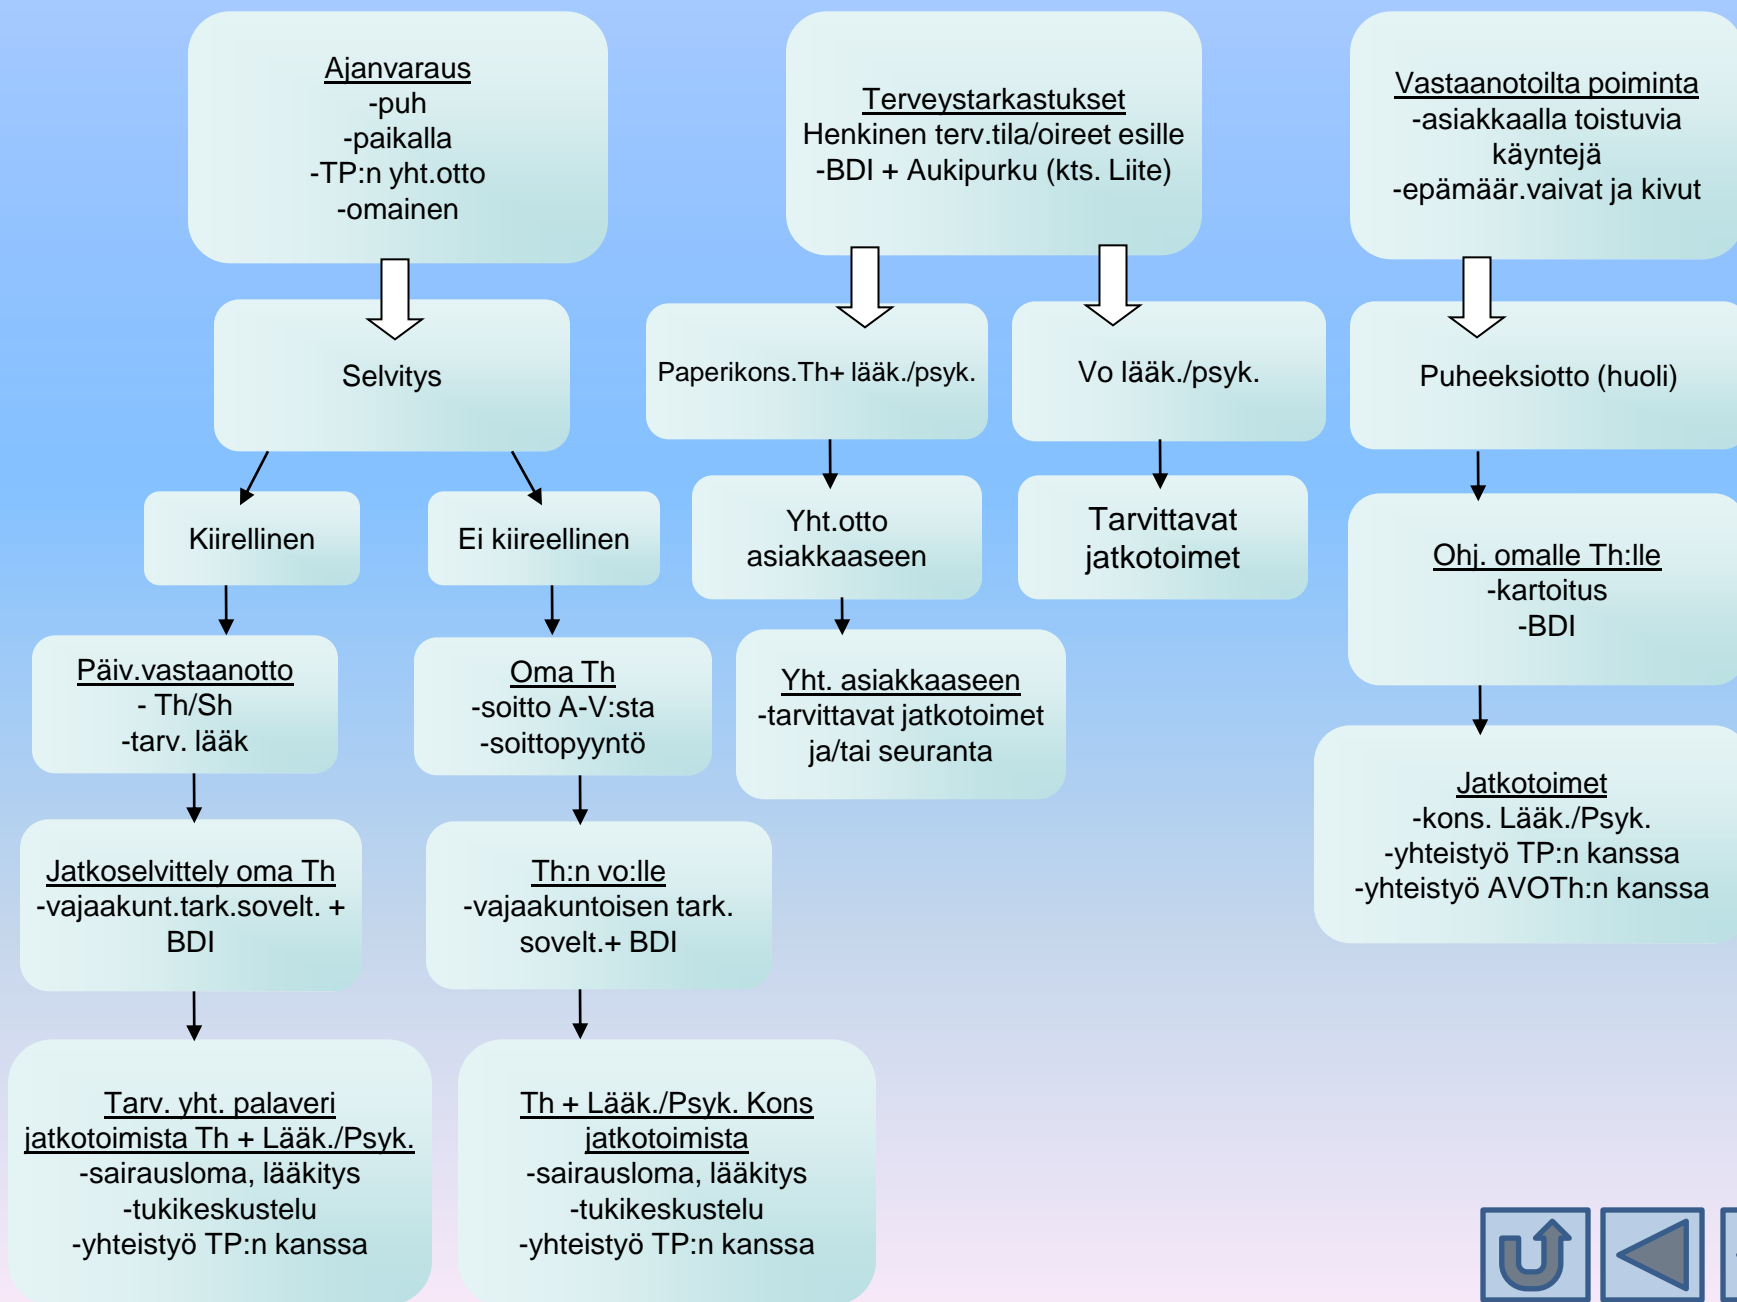 Ajanvaraus
-puh
-paikalla
-TP:n yht.otto
-omainen
Terveystarkastukset
Henkinen terv.tila/oireet esille
-BDI + Aukipurku (kts. Liite)
Vastaanotoilta poiminta
-asiakkaalla toistuvia
käyntejä
-epämäär.vaivat ja kivut
Selvitys
Paperikons.Th+ lääk./psyk.
Vo lääk./psyk.
Puheeksiotto (huoli)
Kiirellinen
Ei kiireellinen
Yht.otto
asiakkaaseen
Tarvittavat
jatkotoimet
Ohj. omalle Th:lle
-kartoitus
-BDI
Päiv.vastaanotto
- Th/Sh
-tarv. lääk
Oma Th
-soitto A-V:sta
-soittopyyntö
Yht. asiakkaaseen
-tarvittavat jatkotoimet
ja/tai seuranta
Jatkotoimet
-kons. Lääk./Psyk.
-yhteistyö TP:n kanssa
-yhteistyö AVOTh:n kanssa
Jatkoselvittely oma Th
-vajaakunt.tark.sovelt. +
BDI
Th:n vo:lle
-vajaakuntoisen tark.
sovelt.+ BDI
Tarv. yht. palaveri
jatkotoimista Th + Lääk./Psyk.
-sairausloma, lääkitys
-tukikeskustelu
-yhteistyö TP:n kanssa
Th + Lääk./Psyk. Kons
jatkotoimista
-sairausloma, lääkitys
-tukikeskustelu
-yhteistyö TP:n kanssa